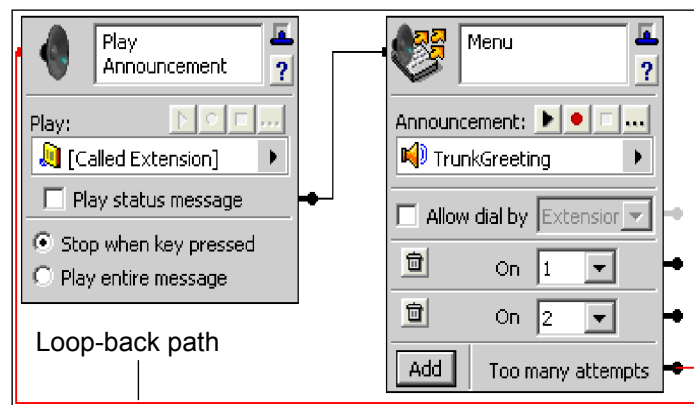 Play
Announcement
?
Play:
...
[Called Extension]
Play status message
Stop when key pressed
Play entire message
Loop-back path
Menu
?
Announcement:
...
TrunkGreeting
Allow dial by Extension
On 1
On 2
Add Too many attempts